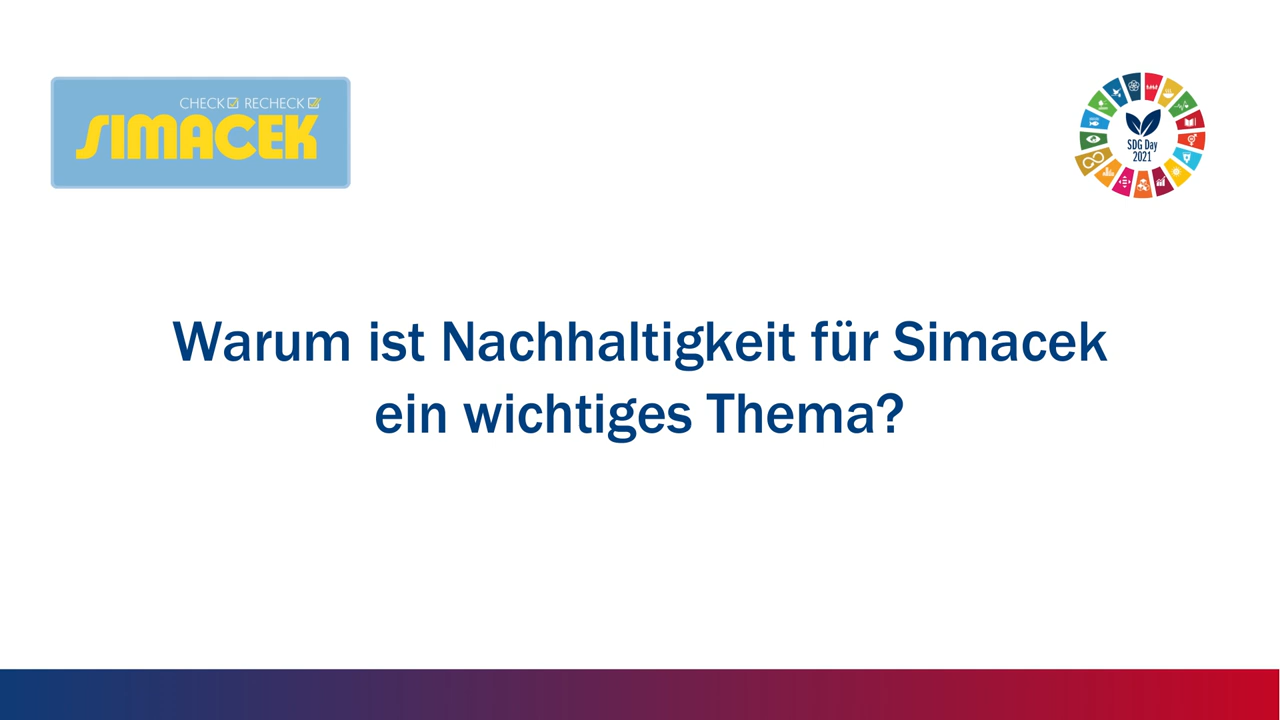 CHECK RECHECK
SIMACEK
SDG Day
2021
Warum ist Nachhaltigkeit für Simacek
ein wichtiges Thema?